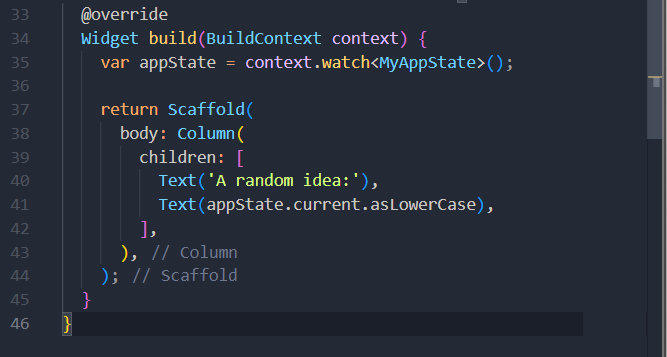 33 @override
34 Widget build(BuildContext context) {
35 var appState = context.watch<MyAppState>();
36
37 return Scaffold(
38 body: Column(
39 children: [
40 Text('A random idea:'),
41 Text(appState.current.asLowerCase),
42 ],
43 ), // Column
44 ); // Scaffold
45 }
46 }